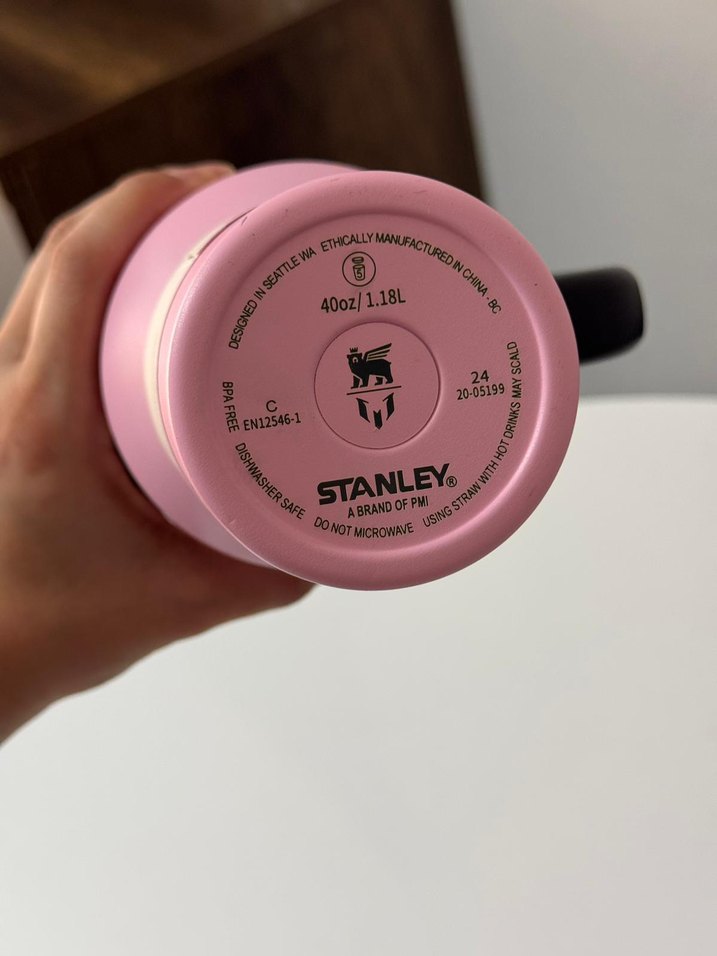 DESIGNED IN SEATTLE WA ETHICALLY MANUFACTURED IN CHINA - BC
5
40oz/ 1.18L
C
EN12546-1
24
20-05199
STANLEY®
A BRAND OF PMI
BPA FREE DISHWASHER SAFE DO NOT MICROWAVE USING STRAW WITH HOT DRINKS MAY SCALD